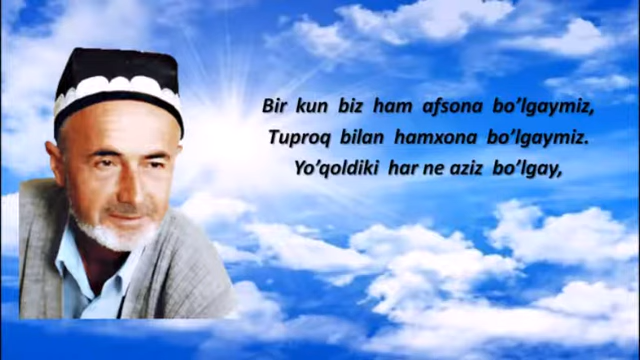 Bir kun biz ham afsona bo’lgaymiz,
Tuproq bilan hamxona bo’lgaymiz.
Yo’qoldiki har ne aziz bo’lgay,